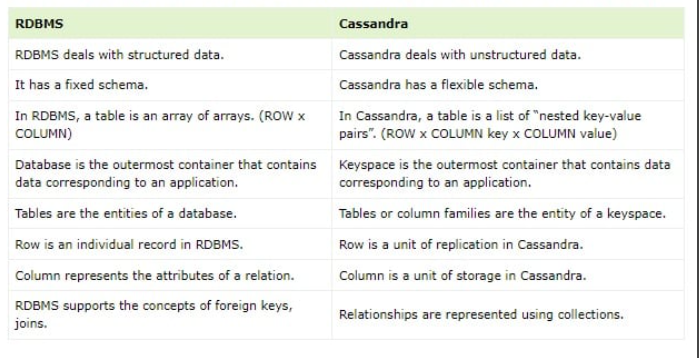 RDBMS
Cassandra
RDBMS deals with structured data.
Cassandra deals with unstructured data.
It has a fixed schema.
Cassandra has a flexible schema.
In RDBMS, a table is an array of arrays. (ROW x
COLUMN)
In Cassandra, a table is a list of “nested key-value
pairs”. (ROW x COLUMN key x COLUMN value)
Database is the outermost container that contains
data corresponding to an application.
Keyspace is the outermost container that contains data
corresponding to an application.
Tables are the entities of a database.
Tables or column families are the entity of a keyspace.
Row is an individual record in RDBMS.
Row is a unit of replication in Cassandra.
Column represents the attributes of a relation.
Column is a unit of storage in Cassandra.
RDBMS supports the concepts of foreign keys,
joins.
Relationships are represented using collections.